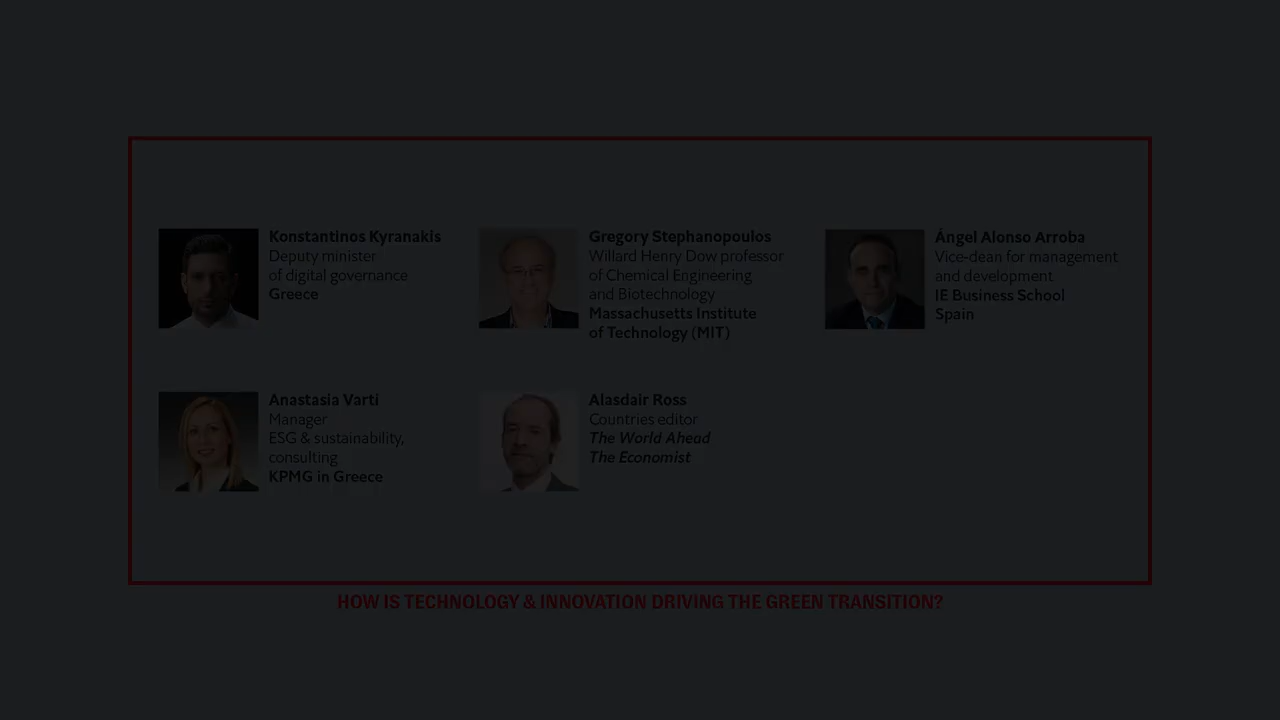 Konstantinos Kyranakis
Deputy minister
of digital governance
Greece
Gregory Stephanopoulos
Willard Henry Dow professor
of Chemical Engineering
and Biotechnology
Massachusetts Institute
of Technology (MIT)
Ángel Alonso Arroba
Vice-dean for management
and development
IE Business School
Spain
Anastasia Varti
Manager
ESG & sustainability,
consulting
KPMG in Greece
Alasdair Ross
Countries editor
The World Ahead
The Economist
HOW IS TECHNOLOGY & INNOVATION DRIVING THE GREEN TRANSITION?